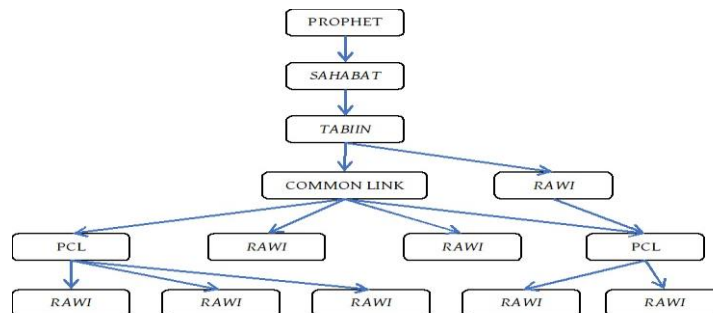 PROPHET
SAHABAT
TABIIN
COMMON LINK
RAWI
PCL
RAWI
RAWI
PCL
RAWI
RAWI
RAWI
RAWI
RAWI